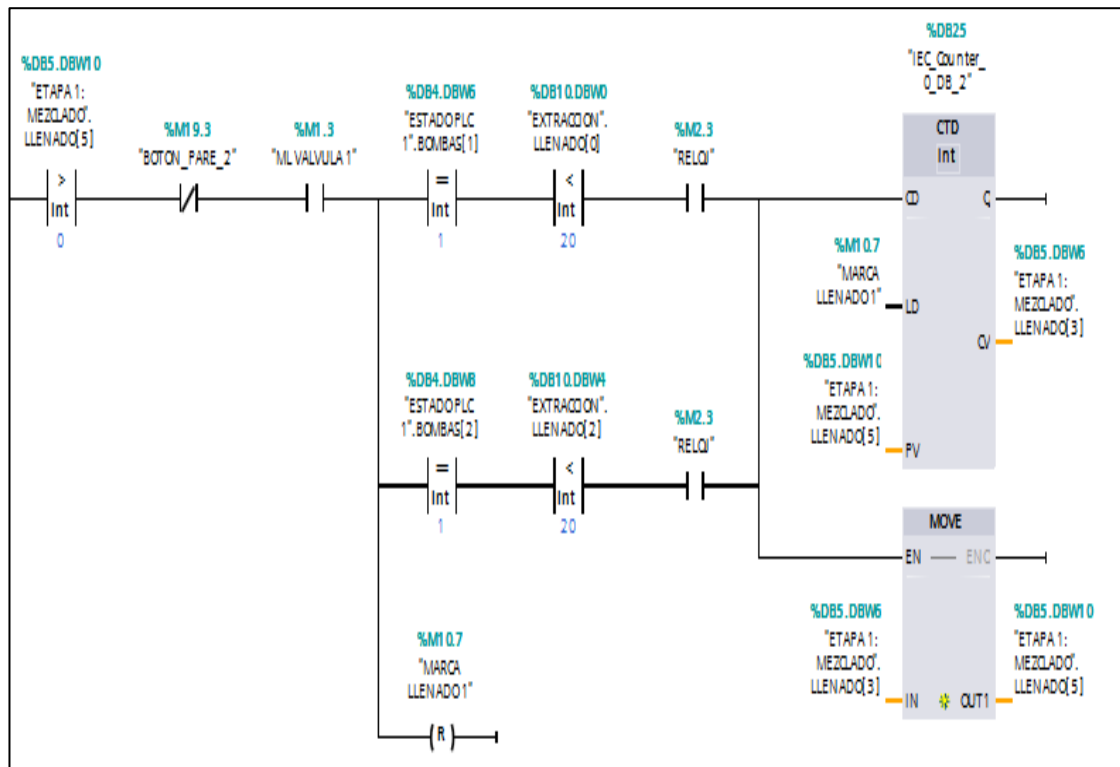 %DB5.DBW10
"ETAPA 1:
MEZCLADO".
LLENADO[5]
>
Int
0
%M19.3
"BOTON_PARE_2"
%M1.3
"ML VALVULA 1"
%DB4.DBW6
"ESTADO PLC
1".BOMBAS[1]
=
Int
1
%DB10.DBW0
"EXTRACCION".
LLENADO[0]
<
Int
20
%M2.3
"RELOJ"
%DB25
"IEC_Counter_
0_DB_2"
CTD
Int
CD
Q
%M10.7
"MARCA
LLENADO 1"
LD
%DB5.DBW6
"ETAPA 1:
MEZCLADO".
LLENADO[3]
CV
%DB5.DBW10
"ETAPA 1:
MEZCLADO".
LLENADO[5]
PV
%DB4.DBW8
"ESTADO PLC
1".BOMBAS[2]
=
Int
1
%DB10.DBW4
"EXTRACCION".
LLENADO[2]
<
Int
20
%M2.3
"RELOJ"
MOVE
EN
ENO
%DB5.DBW6
"ETAPA 1:
MEZCLADO".
LLENADO[3]
IN
OUT1
%DB5.DBW10
"ETAPA 1:
MEZCLADO".
LLENADO[5]
%M10.7
"MARCA
LLENADO 1"
R